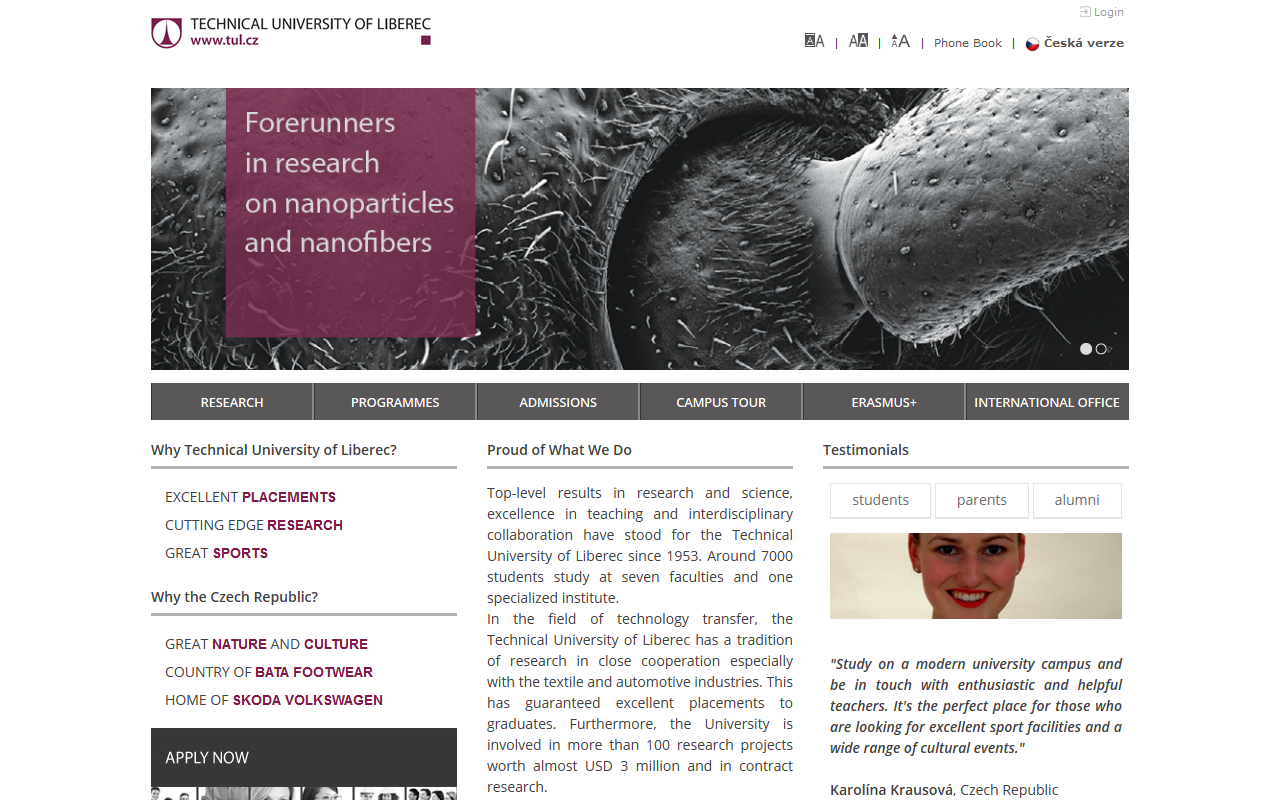 TECHNICAL UNIVERSITY OF LIBEREC
www.tul.cz
Login
AA | AA | AA | Phone Book | Česká verze
Forerunners
in research
on nanoparticles
and nanofibers
RESEARCH PROGRAMMES ADMISSIONS CAMPUS TOUR ERASMUS+ INTERNATIONAL OFFICE
Why Technical University of Liberec?
EXCELLENT PLACEMENTS
CUTTING EDGE RESEARCH
GREAT SPORTS
Why the Czech Republic?
GREAT NATURE AND CULTURE
COUNTRY OF BATA FOOTWEAR
HOME OF SKODA VOLKSWAGEN
APPLY NOW
Proud of What We Do
Top-level results in research and science,
excellence in teaching and interdisciplinary
collaboration have stood for the Technical
University of Liberec since 1953. Around 7000
students study at seven faculties and one
specialized institute.
In the field of technology transfer, the
Technical University of Liberec has a tradition
of research in close cooperation especially
with the textile and automotive industries. This
has guaranteed excellent placements to
graduates. Furthermore, the University is
involved in more than 100 research projects
worth almost USD 3 million and in contract
research.
Testimonials
students parents alumni
"Study on a modern university campus and
be in touch with enthusiastic and helpful
teachers. It's the perfect place for those who
are looking for excellent sport facilities and a
wide range of cultural events."
Karolína Krausová, Czech Republic